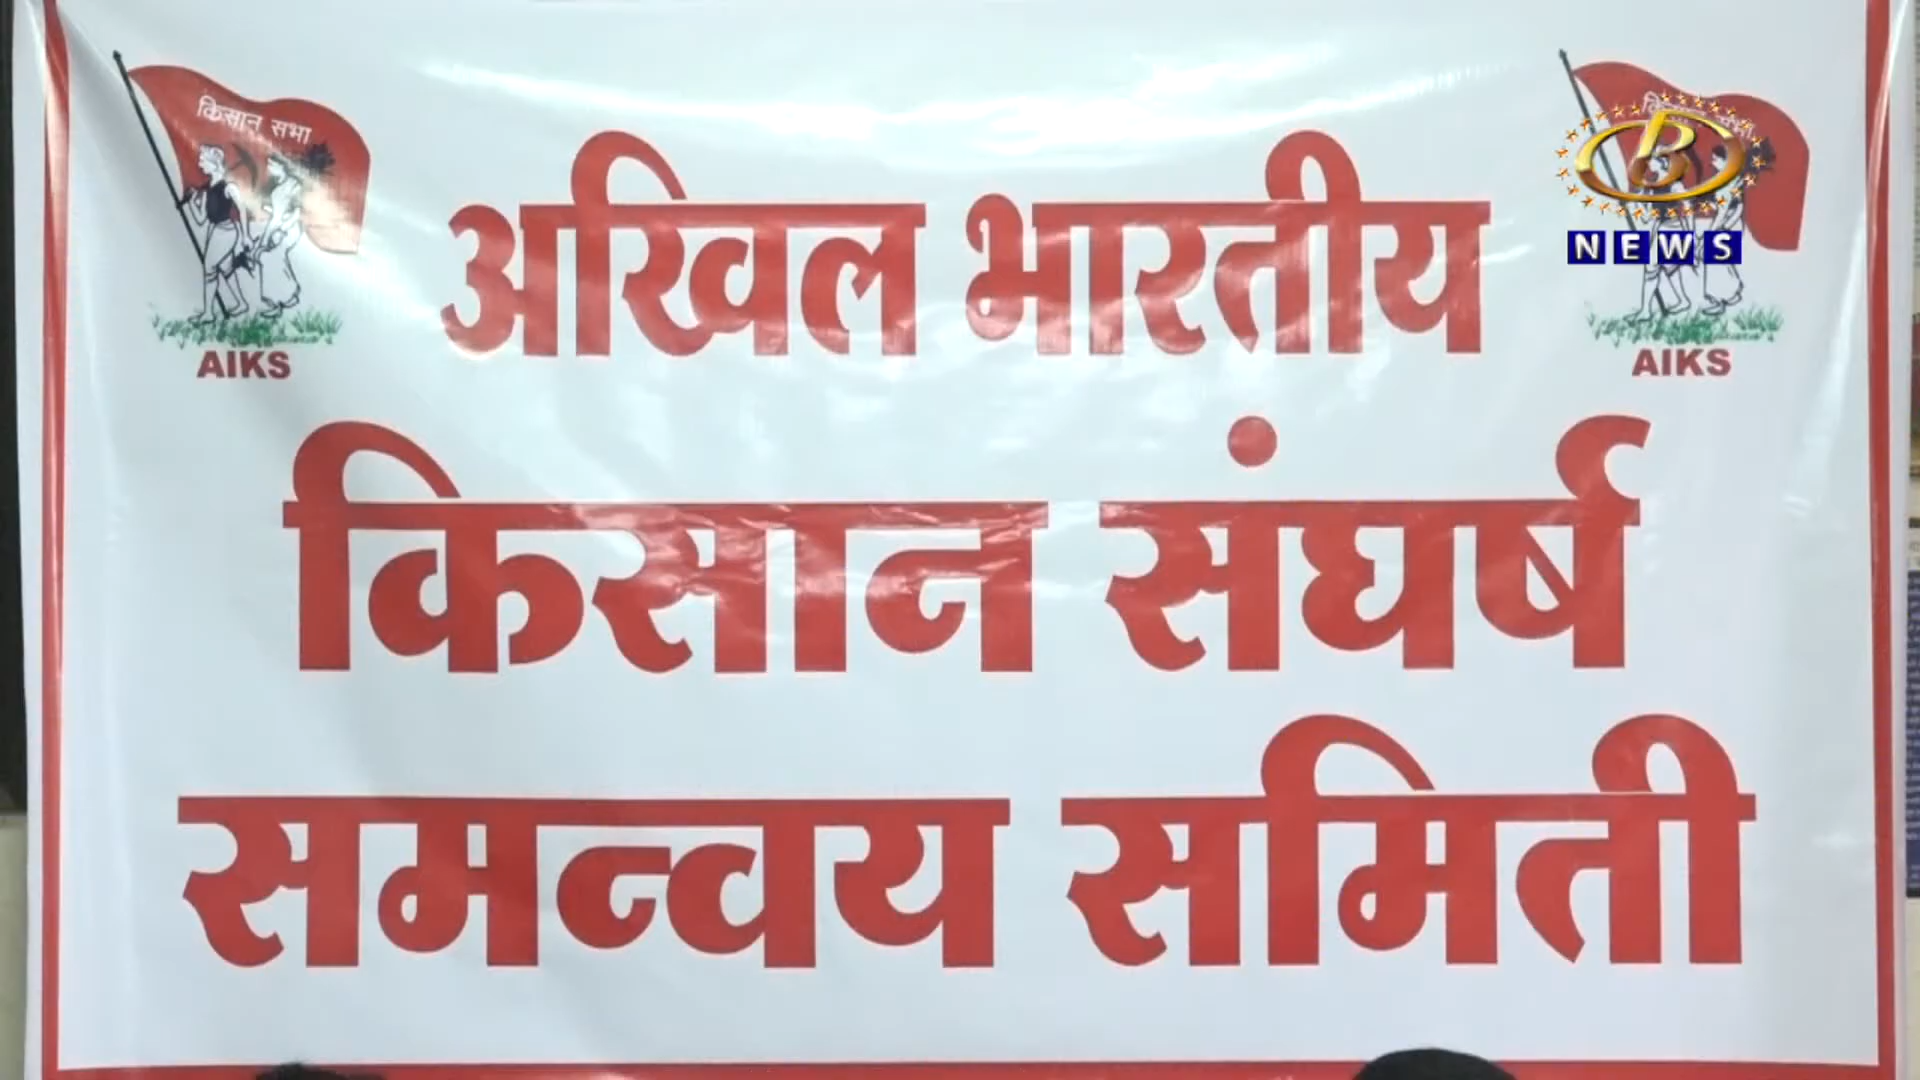 किसान सभा
AIKS
अखिल भारतीय
NEWS
AIKS
किसान संघर्ष
समन्वय समिती